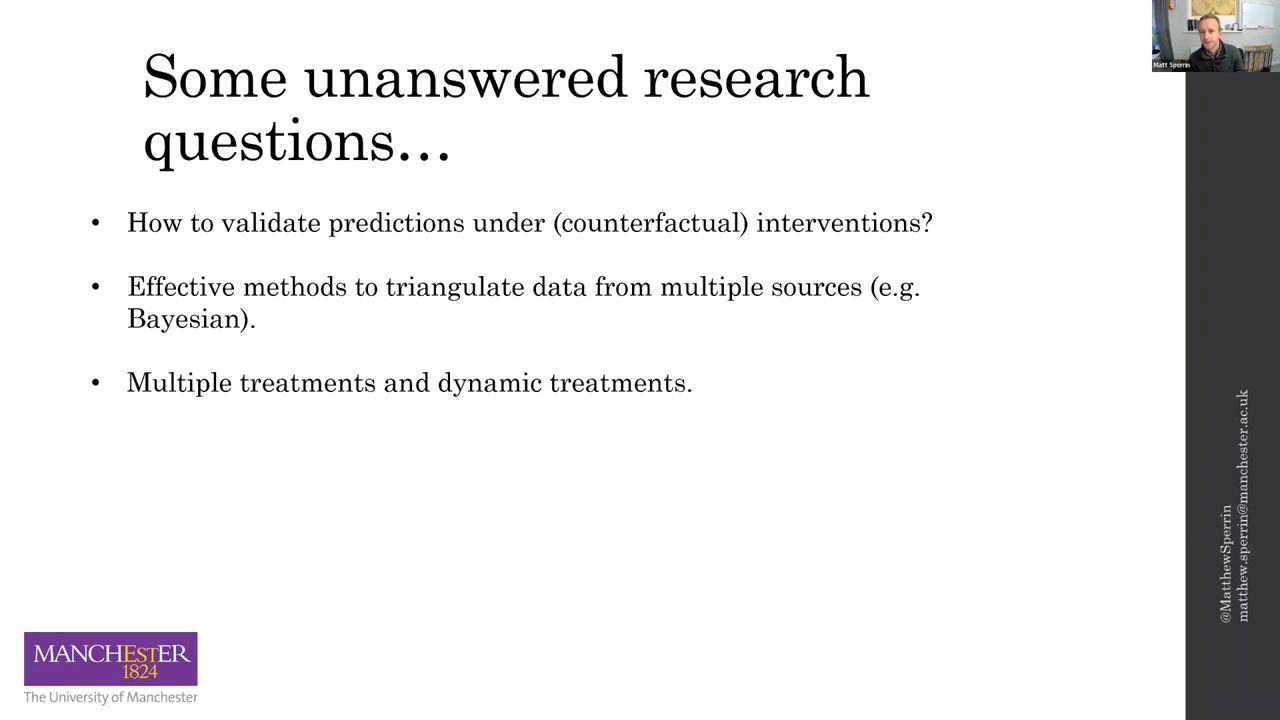 Some unanswered research
questions…
• How to validate predictions under (counterfactual) interventions?
• Effective methods to triangulate data from multiple sources (e.g.
Bayesian).
• Multiple treatments and dynamic treatments.
Matt Sperrin
@MatthewSperrin
matthew.sperrin@manchester.ac.uk
MANCHEsTER
1824
The University of Manchester